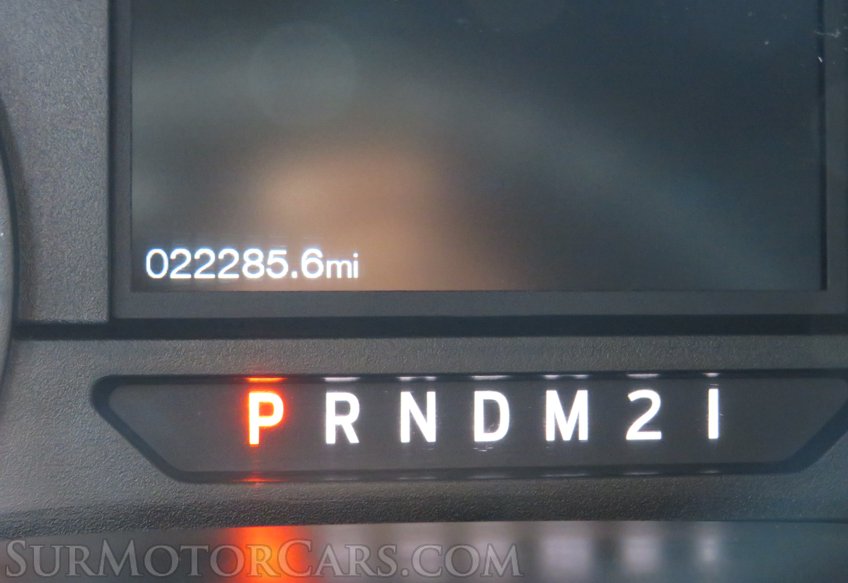 022285.6mi
P R N D M 2 1
SURMOTORCARS.COM